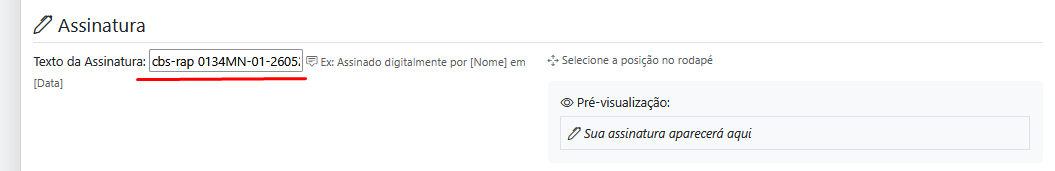 Assinatura
Texto da Assinatura: cbs-rap 0134MN-01-2605 Ex: Assinado digitalmente por [Nome] em
[Data]
Selecione a posição no rodapé
Pré-visualização:
Sua assinatura aparecerá aqui